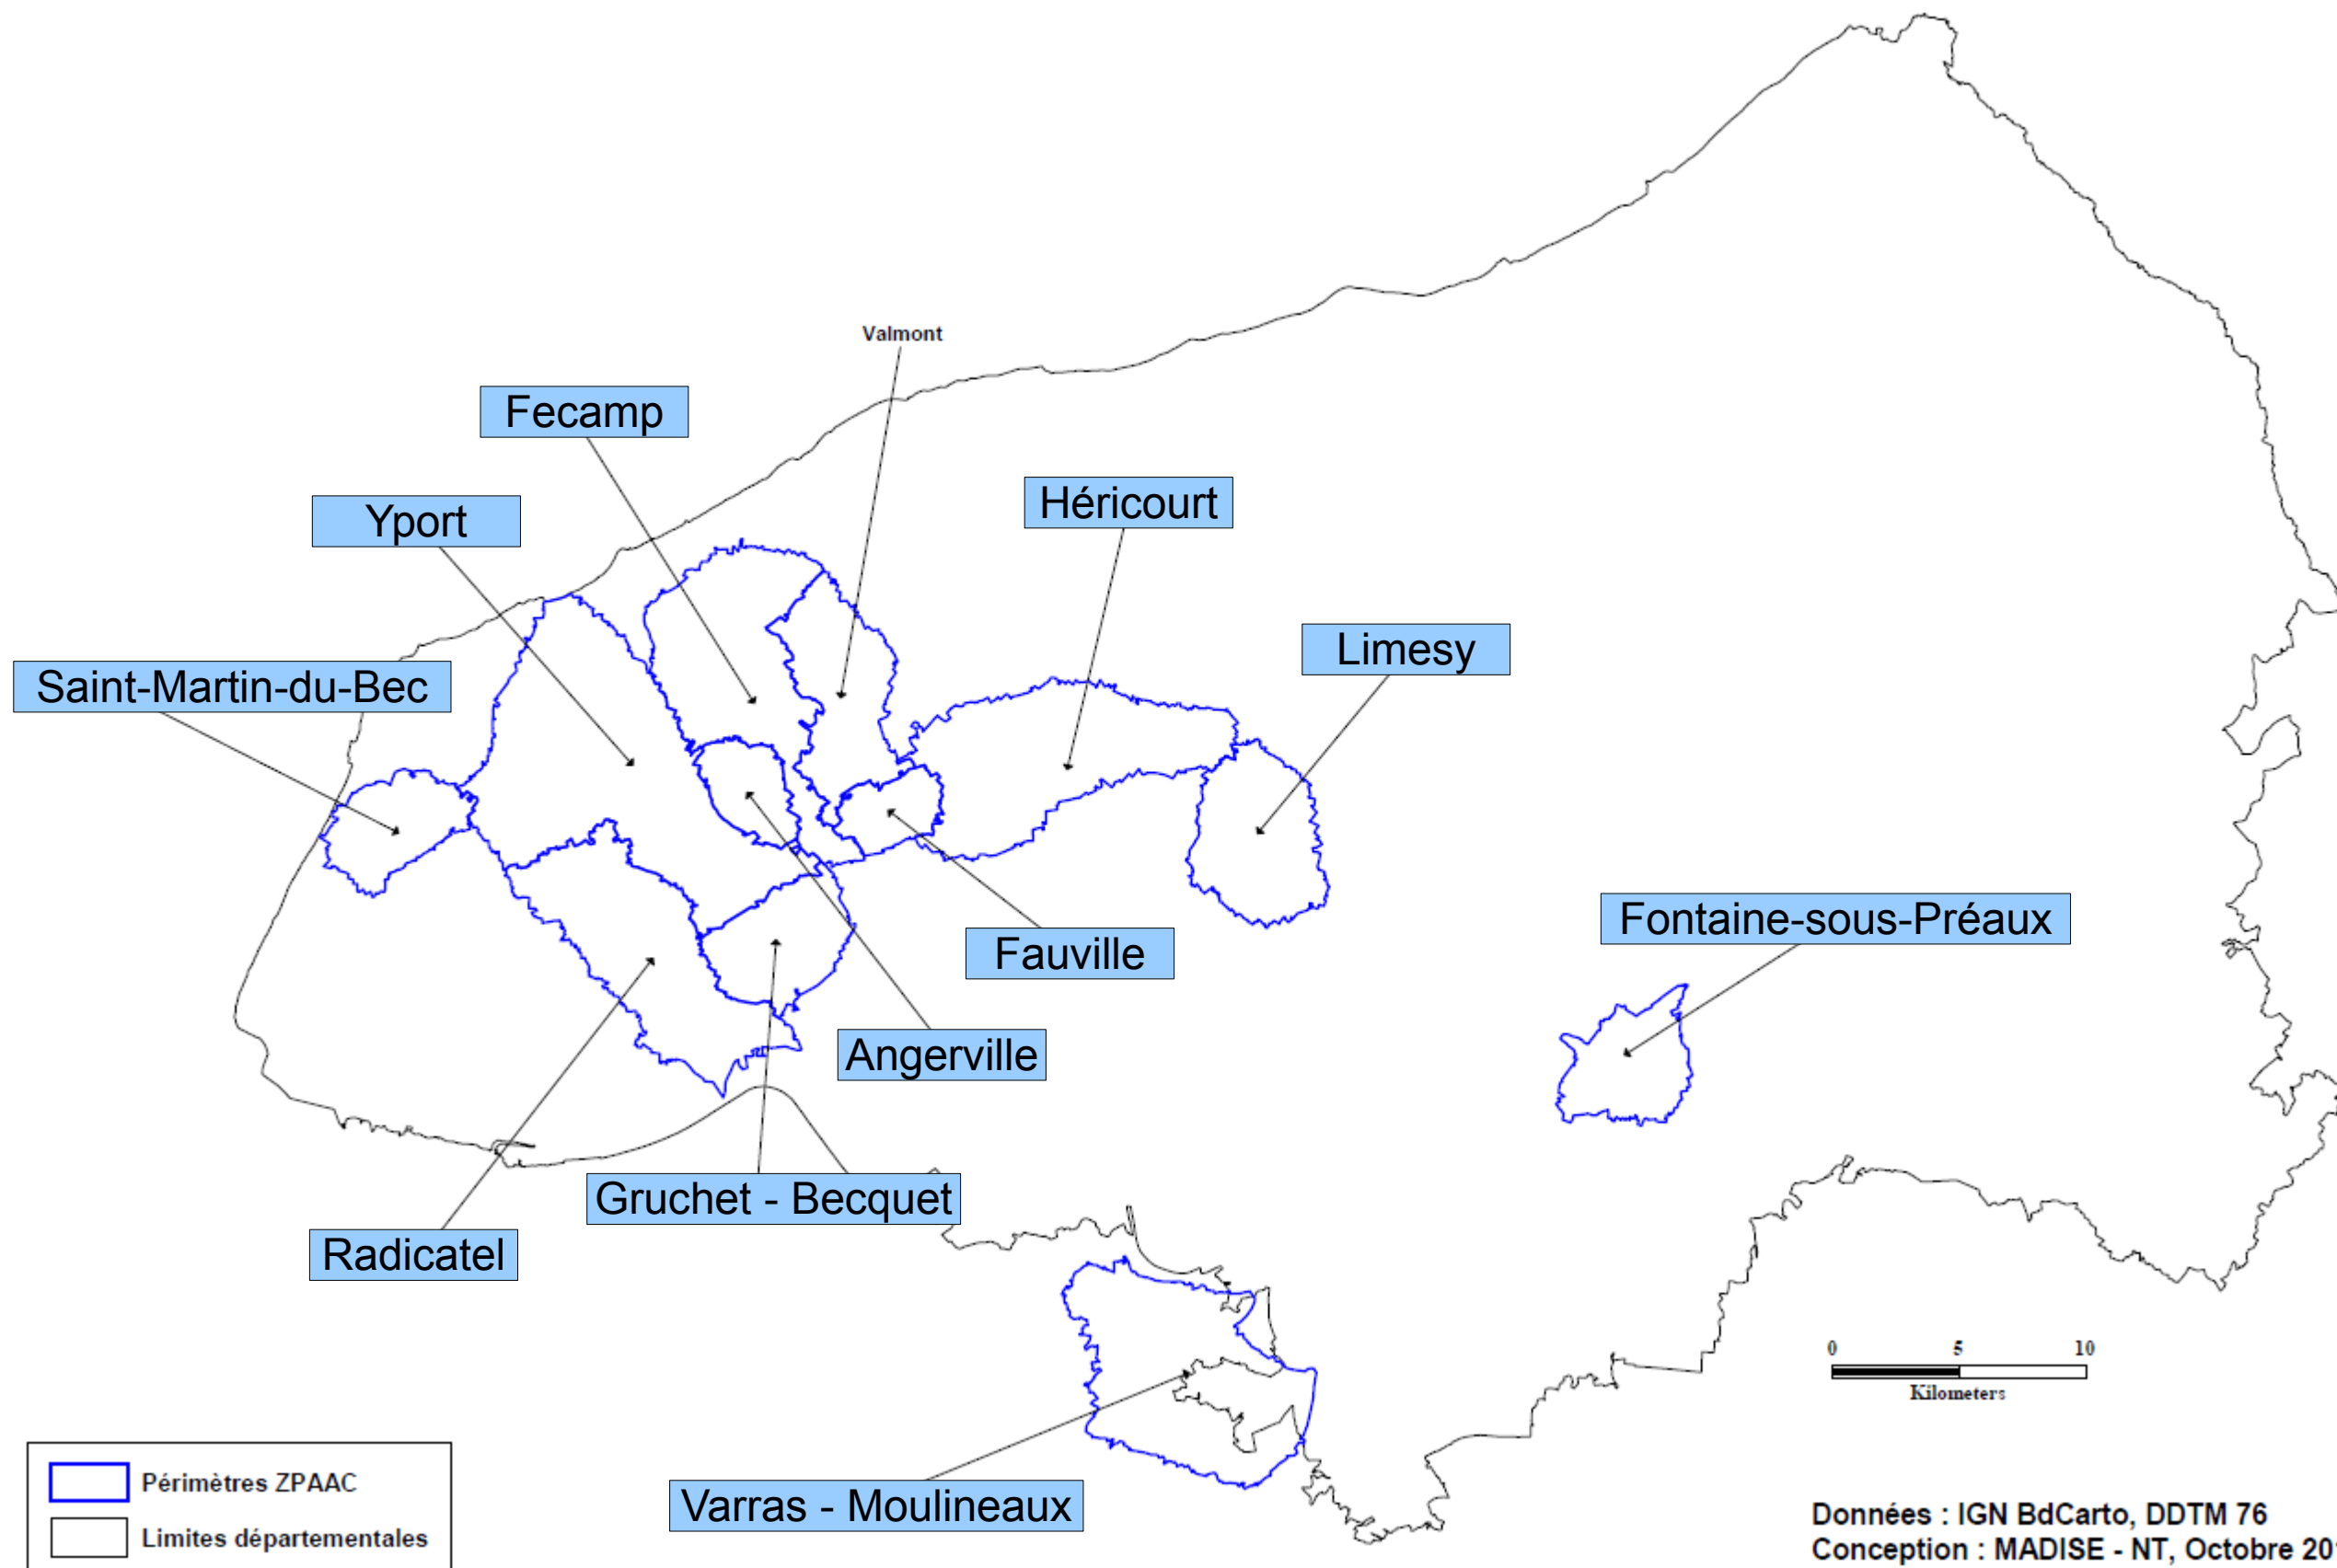 Valmont
Fecamp
Yport
Héricourt
Limesy
Saint-Martin-du-Bec
Fontaine-sous-Préaux
Fauville
Angerville
Gruchet - Becquet
Radicatel
Varras - Moulineaux
0 5 10
Kilometers
Périmètres ZPAAC
Limites départementales
Données : IGN BdCarto, DDTM 76
Conception : MADISE - NT, Octobre